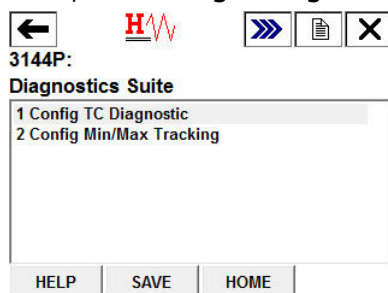 H
3144P:
Diagnostics Suite
1 Config TC Diagnostic
2 Config Min/Max Tracking
HELP SAVE HOME